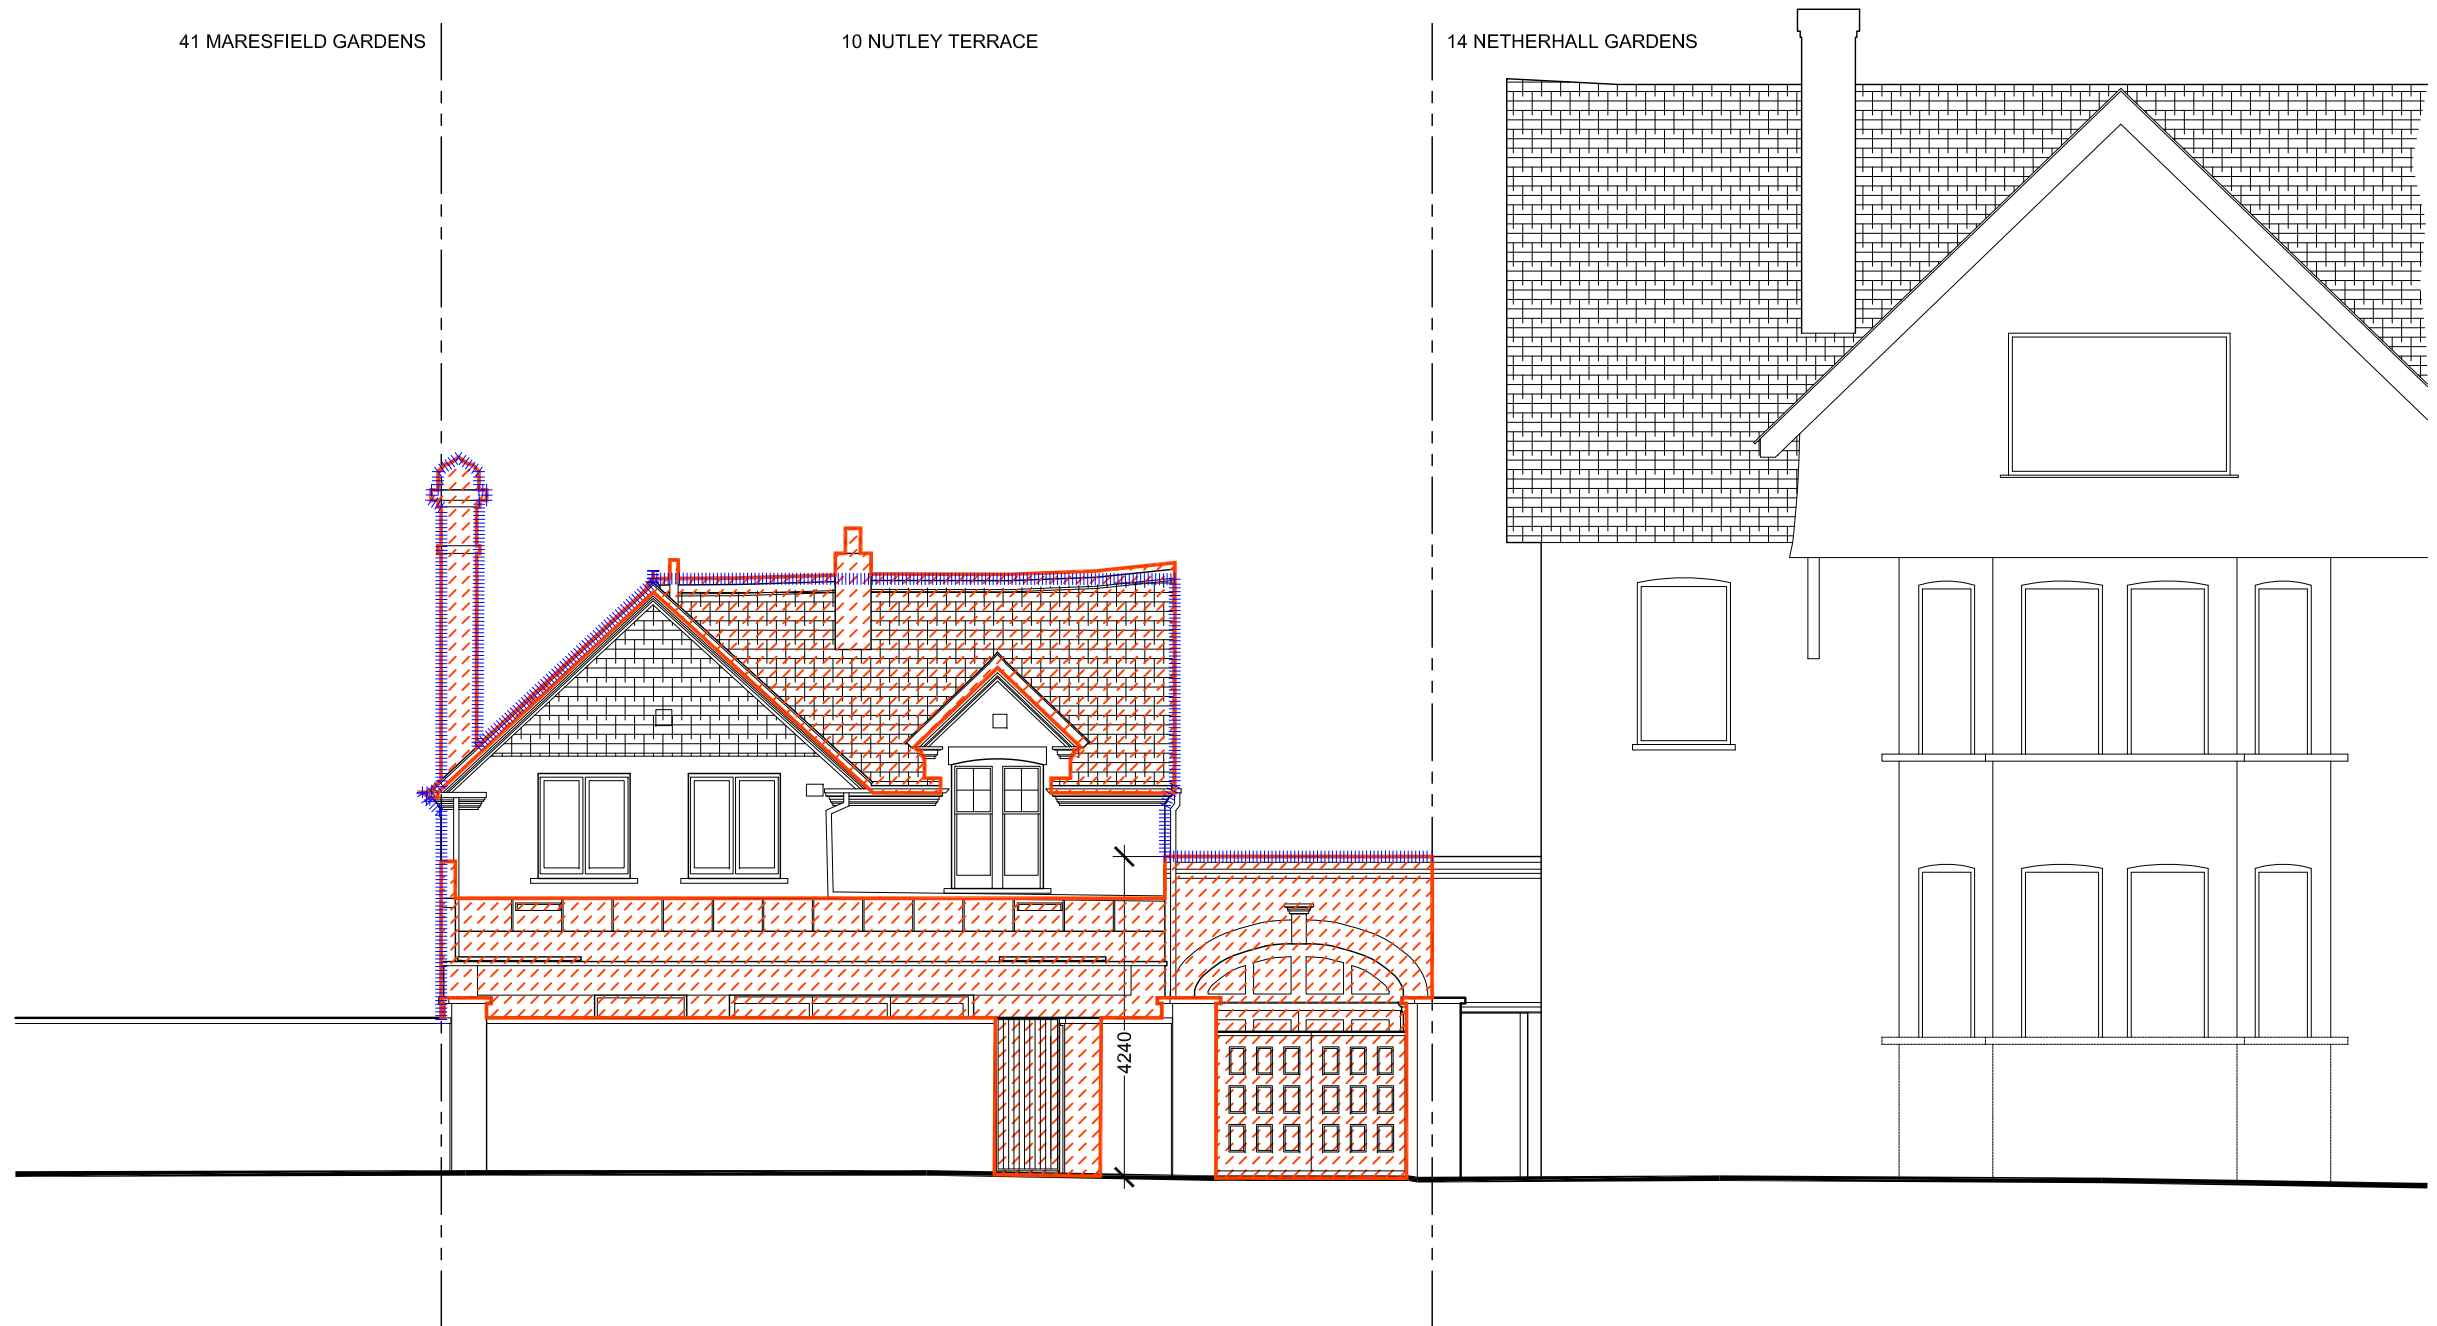 41 MARESFIELD GARDENS
10 NUTLEY TERRACE
14 NETHERHALL GARDENS
4240